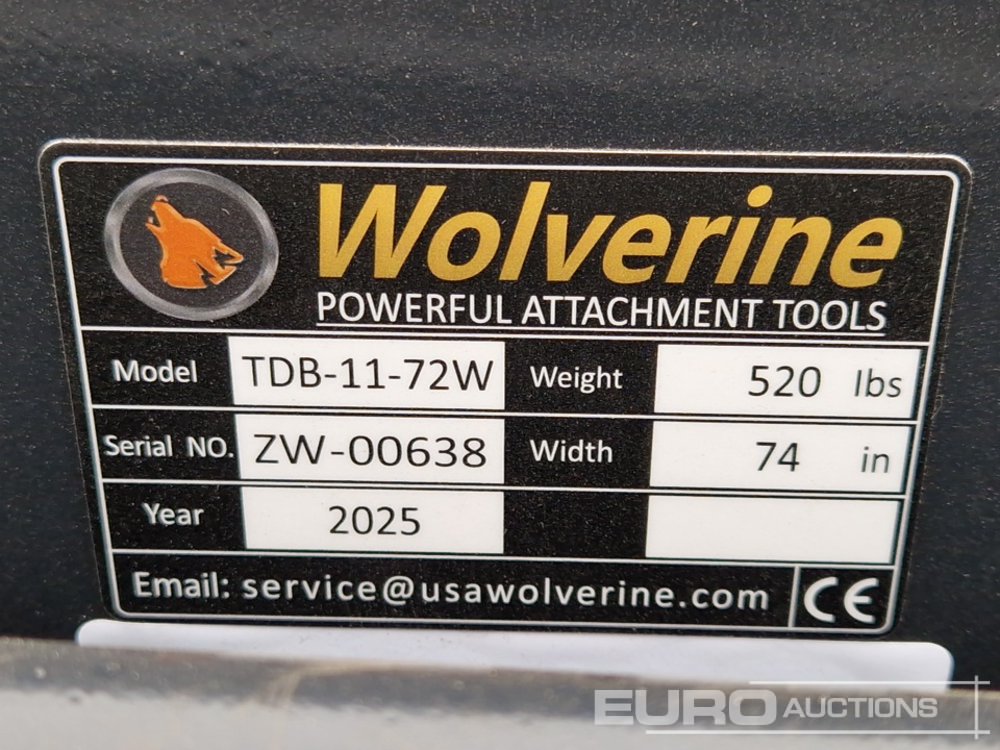 Wolverine
POWERFUL ATTACHMENT TOOLS
Model TDB-11-72W Weight 520 lbs
Serial NO. ZW-00638 Width 74 in
Year 2025
Email: service@usawolverine.com CE
EURO AUCTIONS